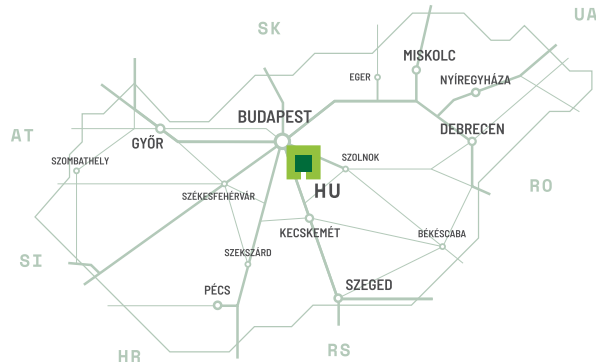 SK
UA
MISKOLC
EGER
NYÍREGYHÁZA
BUDAPEST
DEBRECEN
AT
GYŐR
SZOMBATHELY
SZOLNOK
SZÉKESFEHÉRVÁR
HU
RO
KECSKEMÉT
BÉKÉSCABA
SZEKSZÁRD
SI
PÉCS
SZEGED
HR
RS